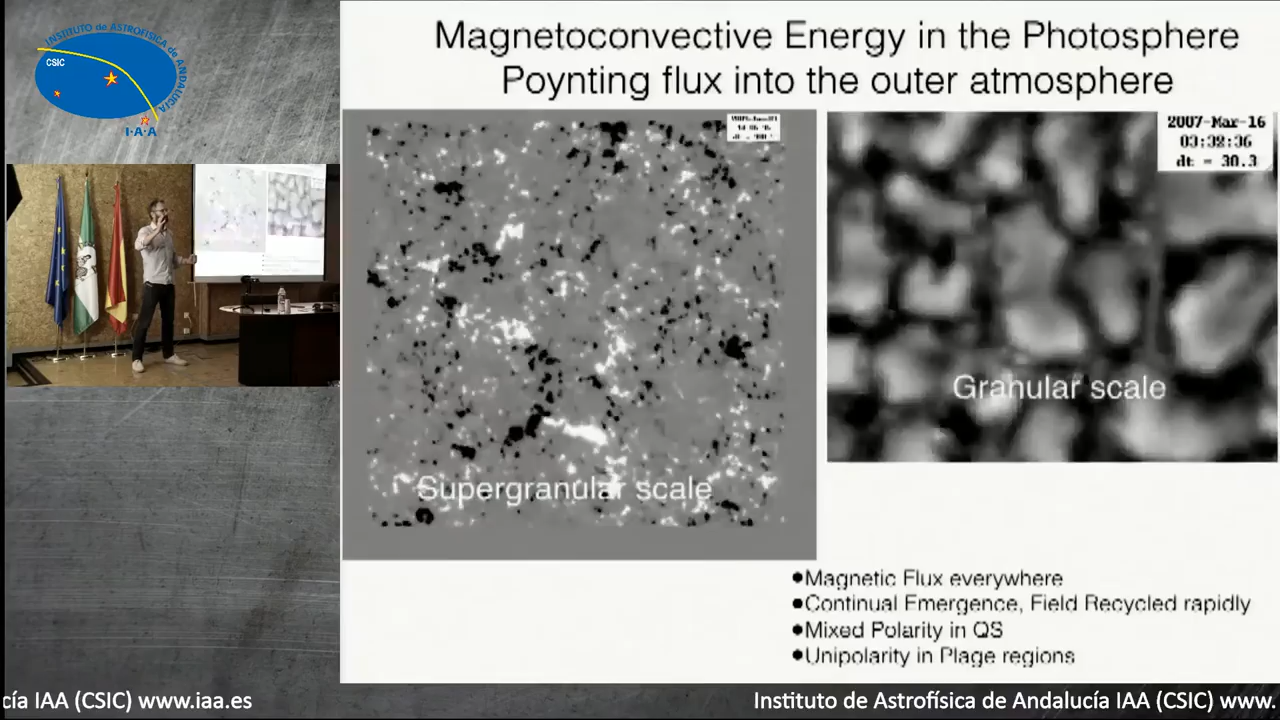 INSTITUTO de ASTROFÍSICA de ANDALUCÍA
CSIC
I·A·A
Magnetoconvective Energy in the Photosphere
Poynting flux into the outer atmosphere
2007-Mar-16
03:38:36
dt = 30.3
Granular scale
Supergranular scale
●Magnetic Flux everywhere
●Continual Emergence, Field Recycled rapidly
●Mixed Polarity in QS
●Unipolarity in Plage regions
cía IAA (CSIC) www.iaa.es
Instituto de Astrofísica de Andalucía IAA (CSIC) www.